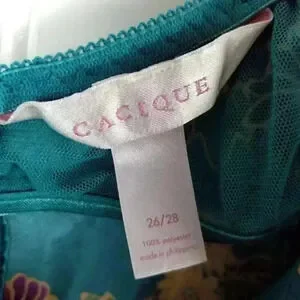 CACIQUE
26/28
100% polyester
made in philippines